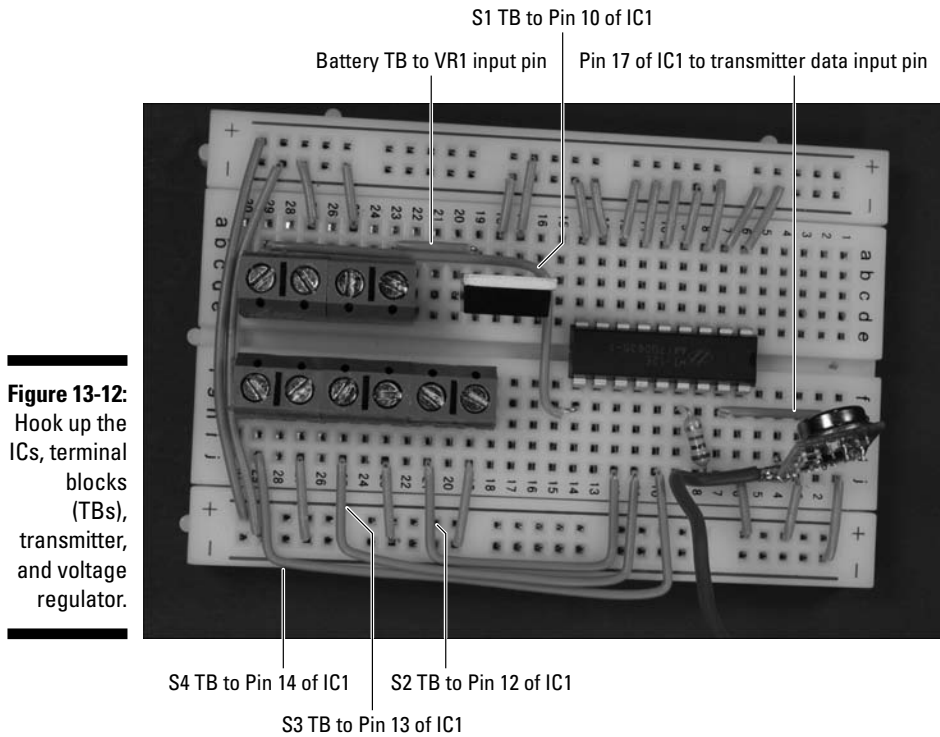 S1 TB to Pin 10 of IC1
Battery TB to VR1 input pin
Pin 17 of IC1 to transmitter data input pin
Figure 13-12:
Hook up the
ICs, terminal
blocks
(TBs),
transmitter,
and voltage
regulator.
S4 TB to Pin 14 of IC1
S2 TB to Pin 12 of IC1
S3 TB to Pin 13 of IC1